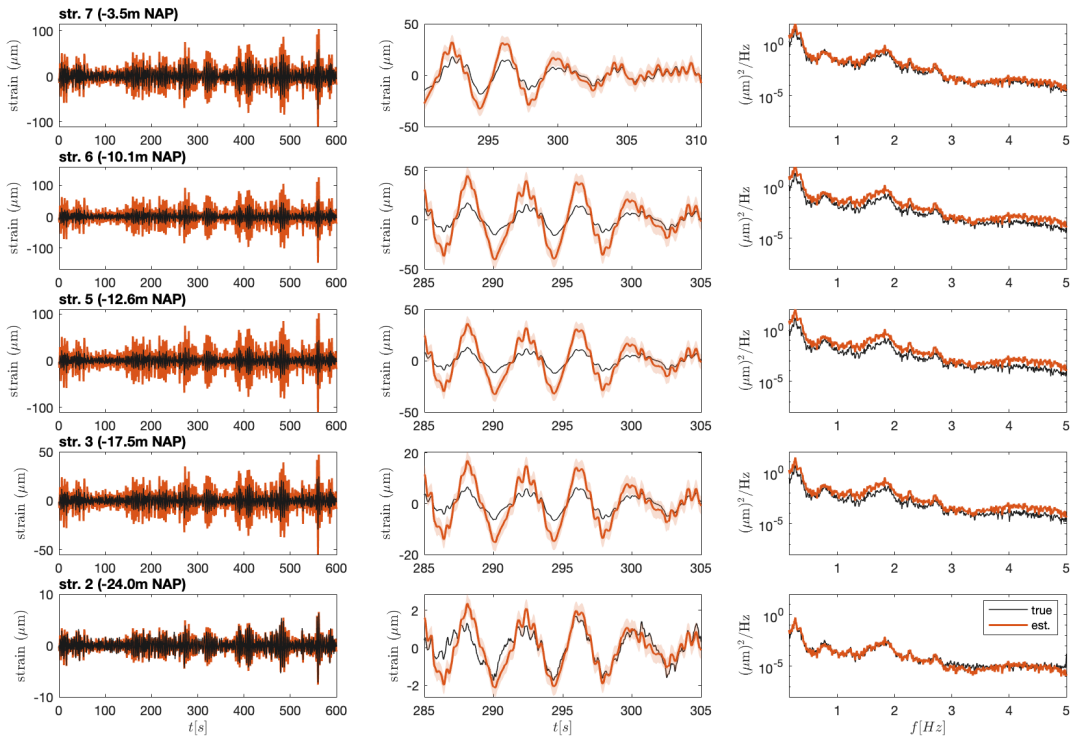 str. 7 (-3.5m NAP)
strain (μm)
100
0
-100
0 100 200 300 400 500 600
strain (μm)
50
0
-50
295 300 305 310
(μm)²/Hz
10⁰
10⁻⁵
1 2 3 4 5
str. 6 (-10.1m NAP)
strain (μm)
100
0
-100
0 100 200 300 400 500 600
strain (μm)
50
0
-50
285 290 295 300 305
(μm)²/Hz
10⁰
10⁻⁵
1 2 3 4 5
str. 5 (-12.6m NAP)
strain (μm)
100
0
-100
0 100 200 300 400 500 600
strain (μm)
50
0
-50
285 290 295 300 305
(μm)²/Hz
10⁰
10⁻⁵
1 2 3 4 5
str. 3 (-17.5m NAP)
strain (μm)
50
0
-50
0 100 200 300 400 500 600
strain (μm)
20
0
-20
285 290 295 300 305
(μm)²/Hz
10⁰
10⁻⁵
1 2 3 4 5
str. 2 (-24.0m NAP)
strain (μm)
10
0
-10
0 100 200 300 400 500 600
t[s]
strain (μm)
2
0
-2
285 290 295 300 305
t[s]
(μm)²/Hz
10⁰
10⁻⁵
true
est.
1 2 3 4 5
f[Hz]